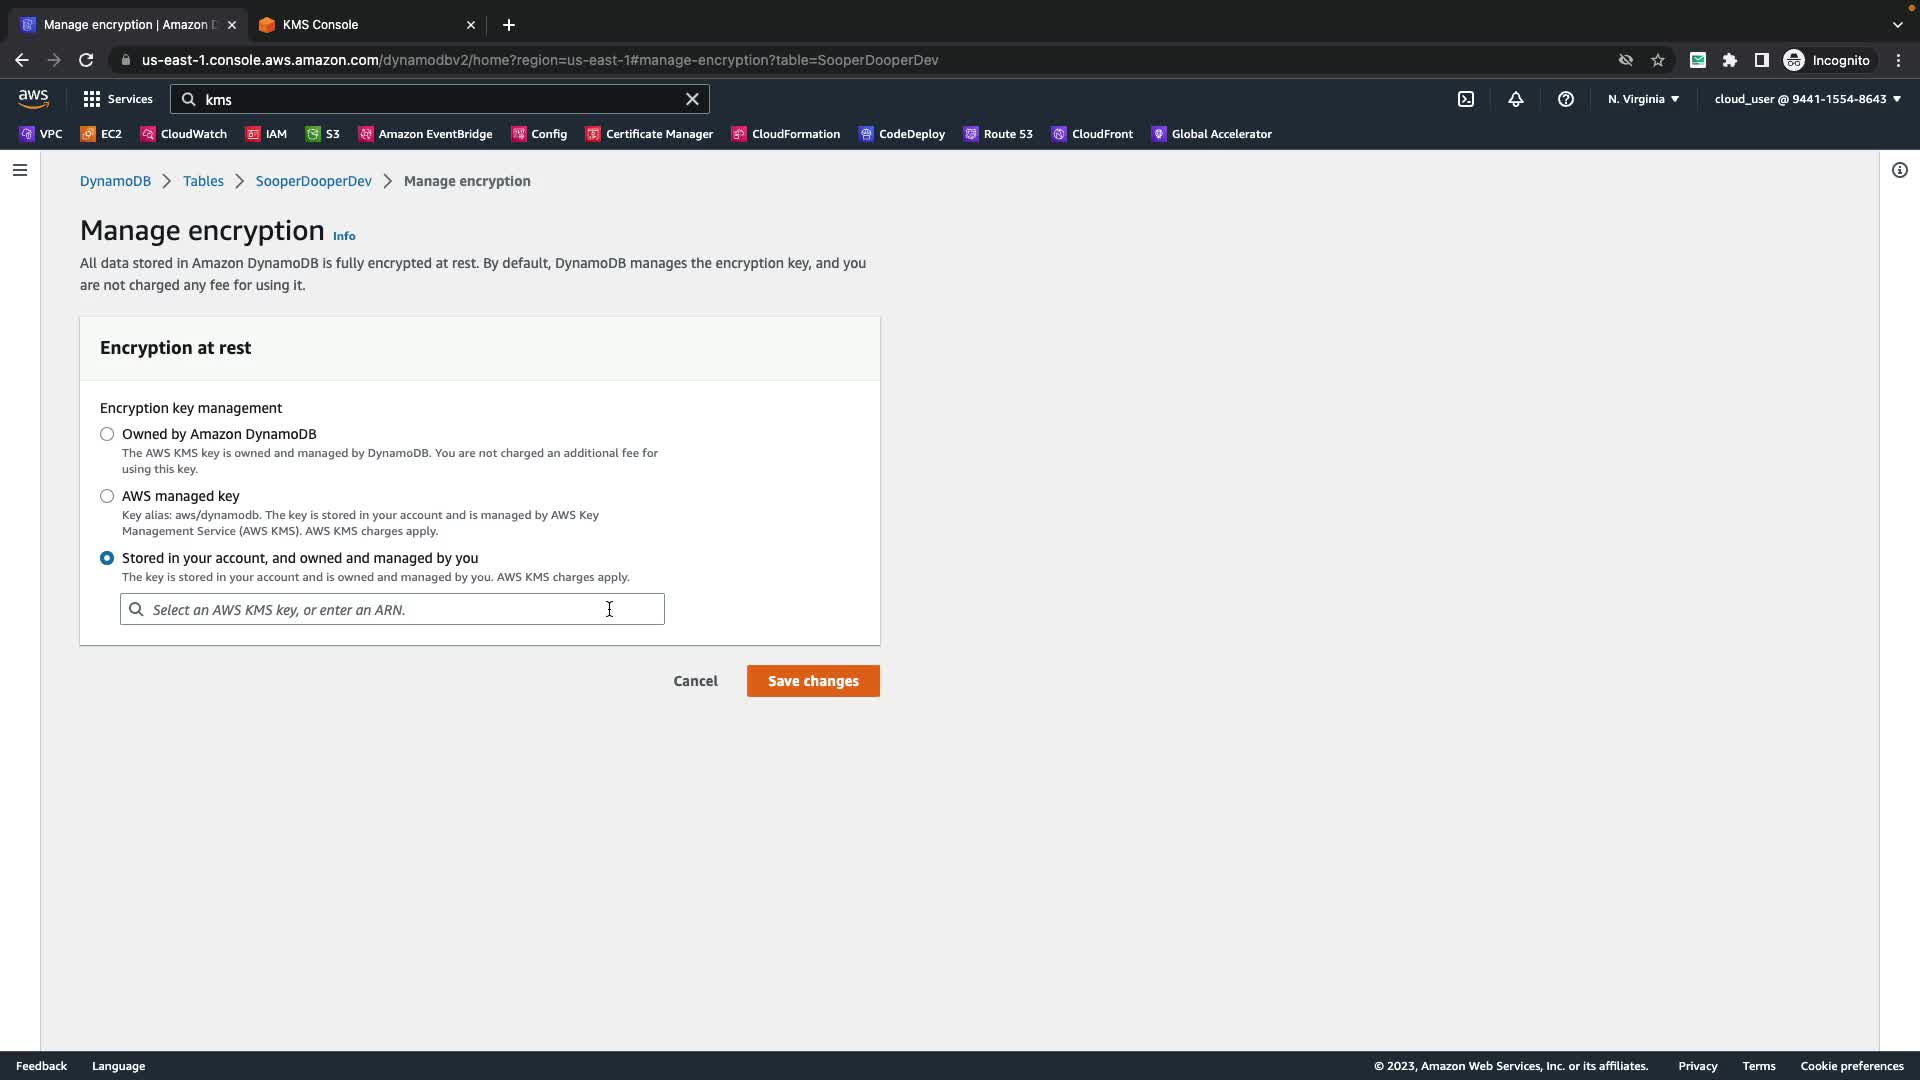 Manage encryption | Amazon D
KMS Console
us-east-1.console.aws.amazon.com/dynamodbv2/home?region=us-east-1#manage-encryption?table=SooperDooperDev
Incognito
aws
Services
kms
N. Virginia
cloud_user @ 9441-1554-8643
VPC
EC2
CloudWatch
IAM
S3
Amazon EventBridge
Config
Certificate Manager
CloudFormation
CodeDeploy
Route 53
CloudFront
Global Accelerator
DynamoDB
Tables
SooperDooperDev
Manage encryption
Manage encryption Info
All data stored in Amazon DynamoDB is fully encrypted at rest. By default, DynamoDB manages the encryption key, and you
are not charged any fee for using it.
Encryption at rest
Encryption key management
Owned by Amazon DynamoDB
The AWS KMS key is owned and managed by DynamoDB. You are not charged an additional fee for
using this key.
AWS managed key
Key alias: aws/dynamodb. The key is stored in your account and is managed by AWS Key
Management Service (AWS KMS). AWS KMS charges apply.
Stored in your account, and owned and managed by you
The key is stored in your account and is owned and managed by you. AWS KMS charges apply.
Select an AWS KMS key, or enter an ARN.
Cancel
Save changes
Feedback
Language
© 2023, Amazon Web Services, Inc. or its affiliates.
Privacy
Terms
Cookie preferences